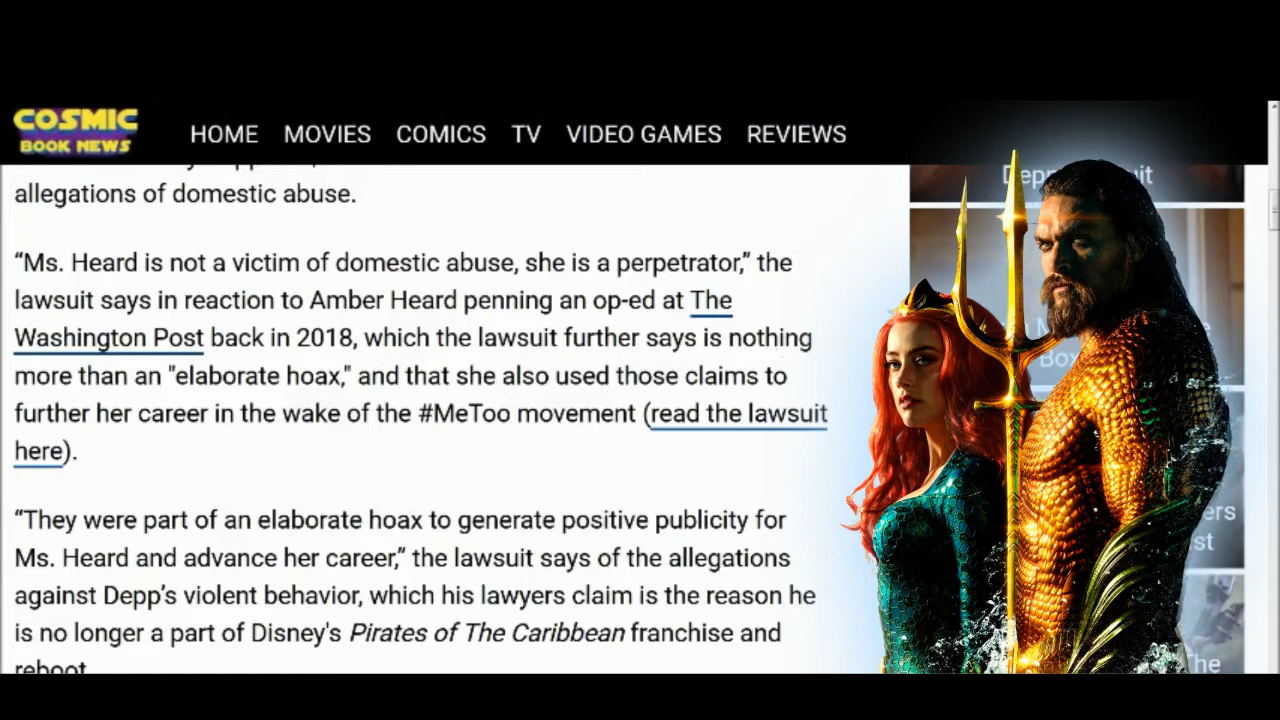 COSMIC
BOOK NEWS
HOME MOVIES COMICS TV VIDEO GAMES REVIEWS
allegations of domestic abuse.
“Ms. Heard is not a victim of domestic abuse, she is a perpetrator,” the
lawsuit says in reaction to Amber Heard penning an op-ed at The
Washington Post back in 2018, which the lawsuit further says is nothing
more than an "elaborate hoax," and that she also used those claims to
further her career in the wake of the #MeToo movement (read the lawsuit
here).
“They were part of an elaborate hoax to generate positive publicity for
Ms. Heard and advance her career,” the lawsuit says of the allegations
against Depp’s violent behavior, which his lawyers claim is the reason he
is no longer a part of Disney's Pirates of The Caribbean franchise and
reboot